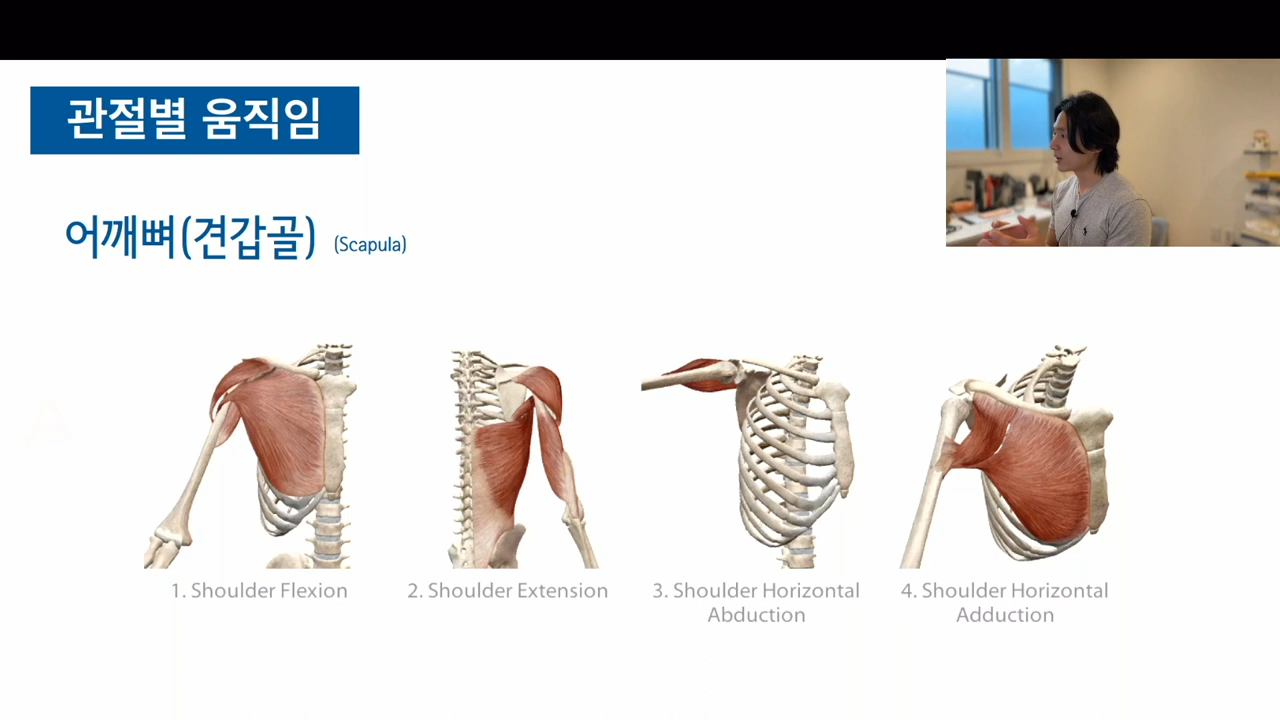 관절별 움직임
어깨뼈(견갑골) (Scapula)
1. Shoulder Flexion
2. Shoulder Extension
3. Shoulder Horizontal
Abduction
4. Shoulder Horizontal
Adduction